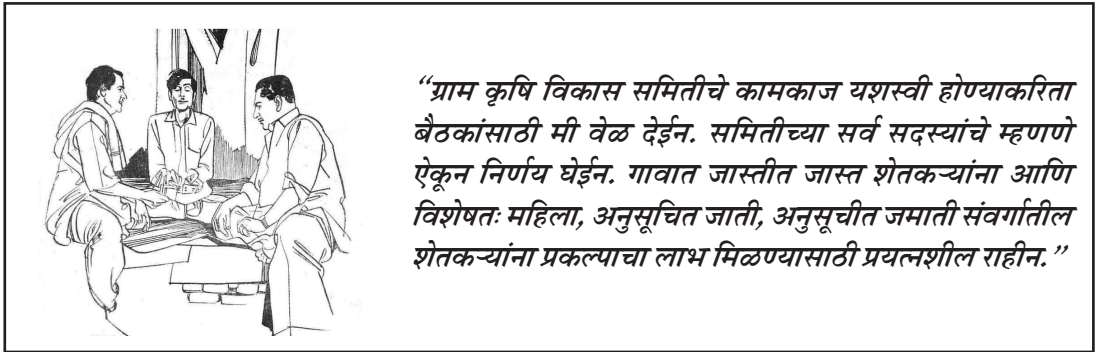 “ग्राम कृषि विकास समितीचे कामकाज यशस्वी होण्याकरिता
बैठकांसाठी मी वेळ देईन. समितीच्या सर्व सदस्यांचे म्हणणे
ऐकून निर्णय घेईन. गावात जास्तीत जास्त शेतकऱ्यांना आणि
विशेषतः महिला, अनुसूचित जाती, अनुसूचीत जमाती संवर्गातील
शेतकऱ्यांना प्रकल्पाचा लाभ मिळण्यासाठी प्रयत्नशील राहीन.”